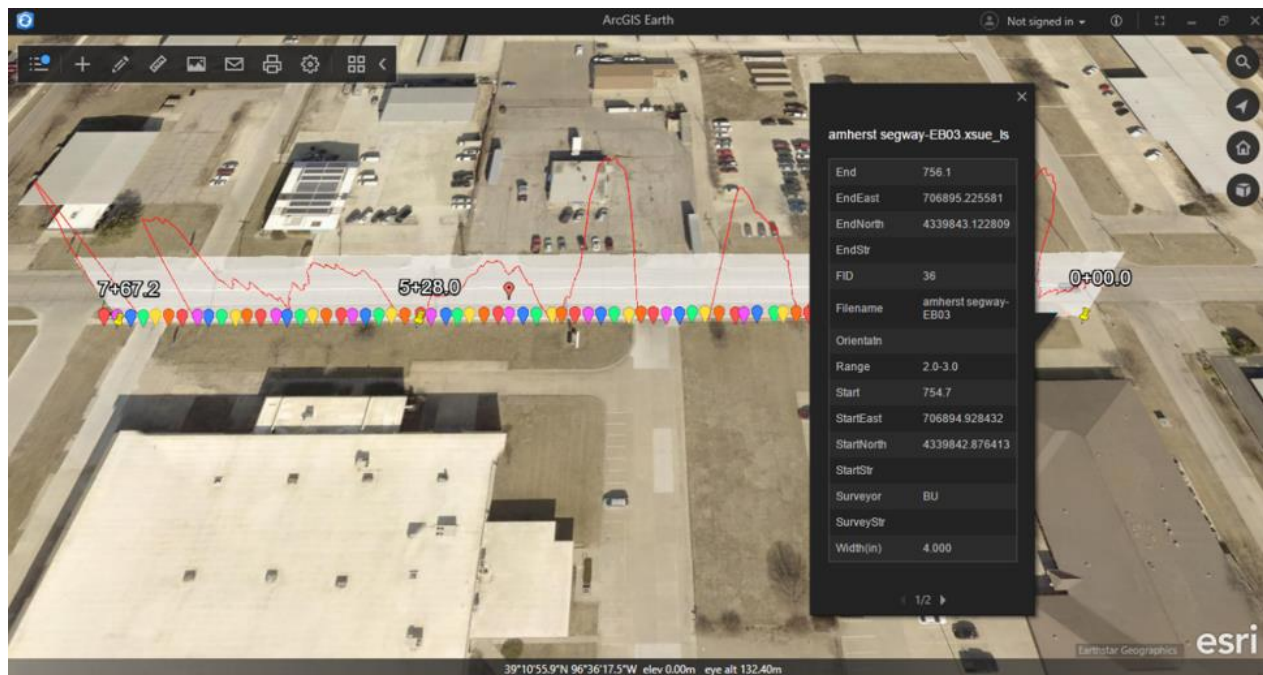 ArcGIS Earth
Not signed in
amherst segway-EB03.xsue_ls
End 756.1
EndEast 706895.225581
EndNorth 4339843.122809
EndStr
FID 36
Filename amherst segway-
EB03
Orientatn
Range 2.0-3.0
Start 754.7
StartEast 706894.928432
StartNorth 4339842.876413
StartStr
Surveyor BU
SurveyStr
Width(in) 4.000
1/2
7+67.2
5+28.0
0+00.0
Earthstar Geographics
esri
39°10'55.9"N 96°36'17.5"W elev 0.00m eye alt 132.40m